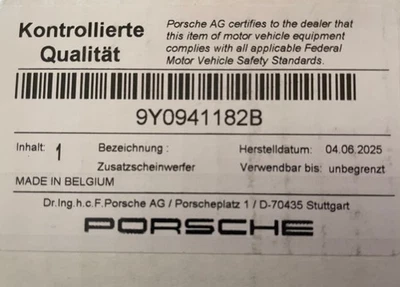 Kontrollierte
Qualität
Porsche AG certifies to the dealer that
this item of motor vehicle equipment
complies with all applicable Federal
Motor Vehicle Safety Standards.
9Y0941182B
Inhalt: 1 Bezeichnung : Herstelldatum: 04.06.2025
Zusatzscheinwerfer Verwendbar bis: unbegrenzt
MADE IN BELGIUM
Dr.Ing.h.c.F.Porsche AG / Porscheplatz 1 / D-70435 Stuttgart
PORSCHE